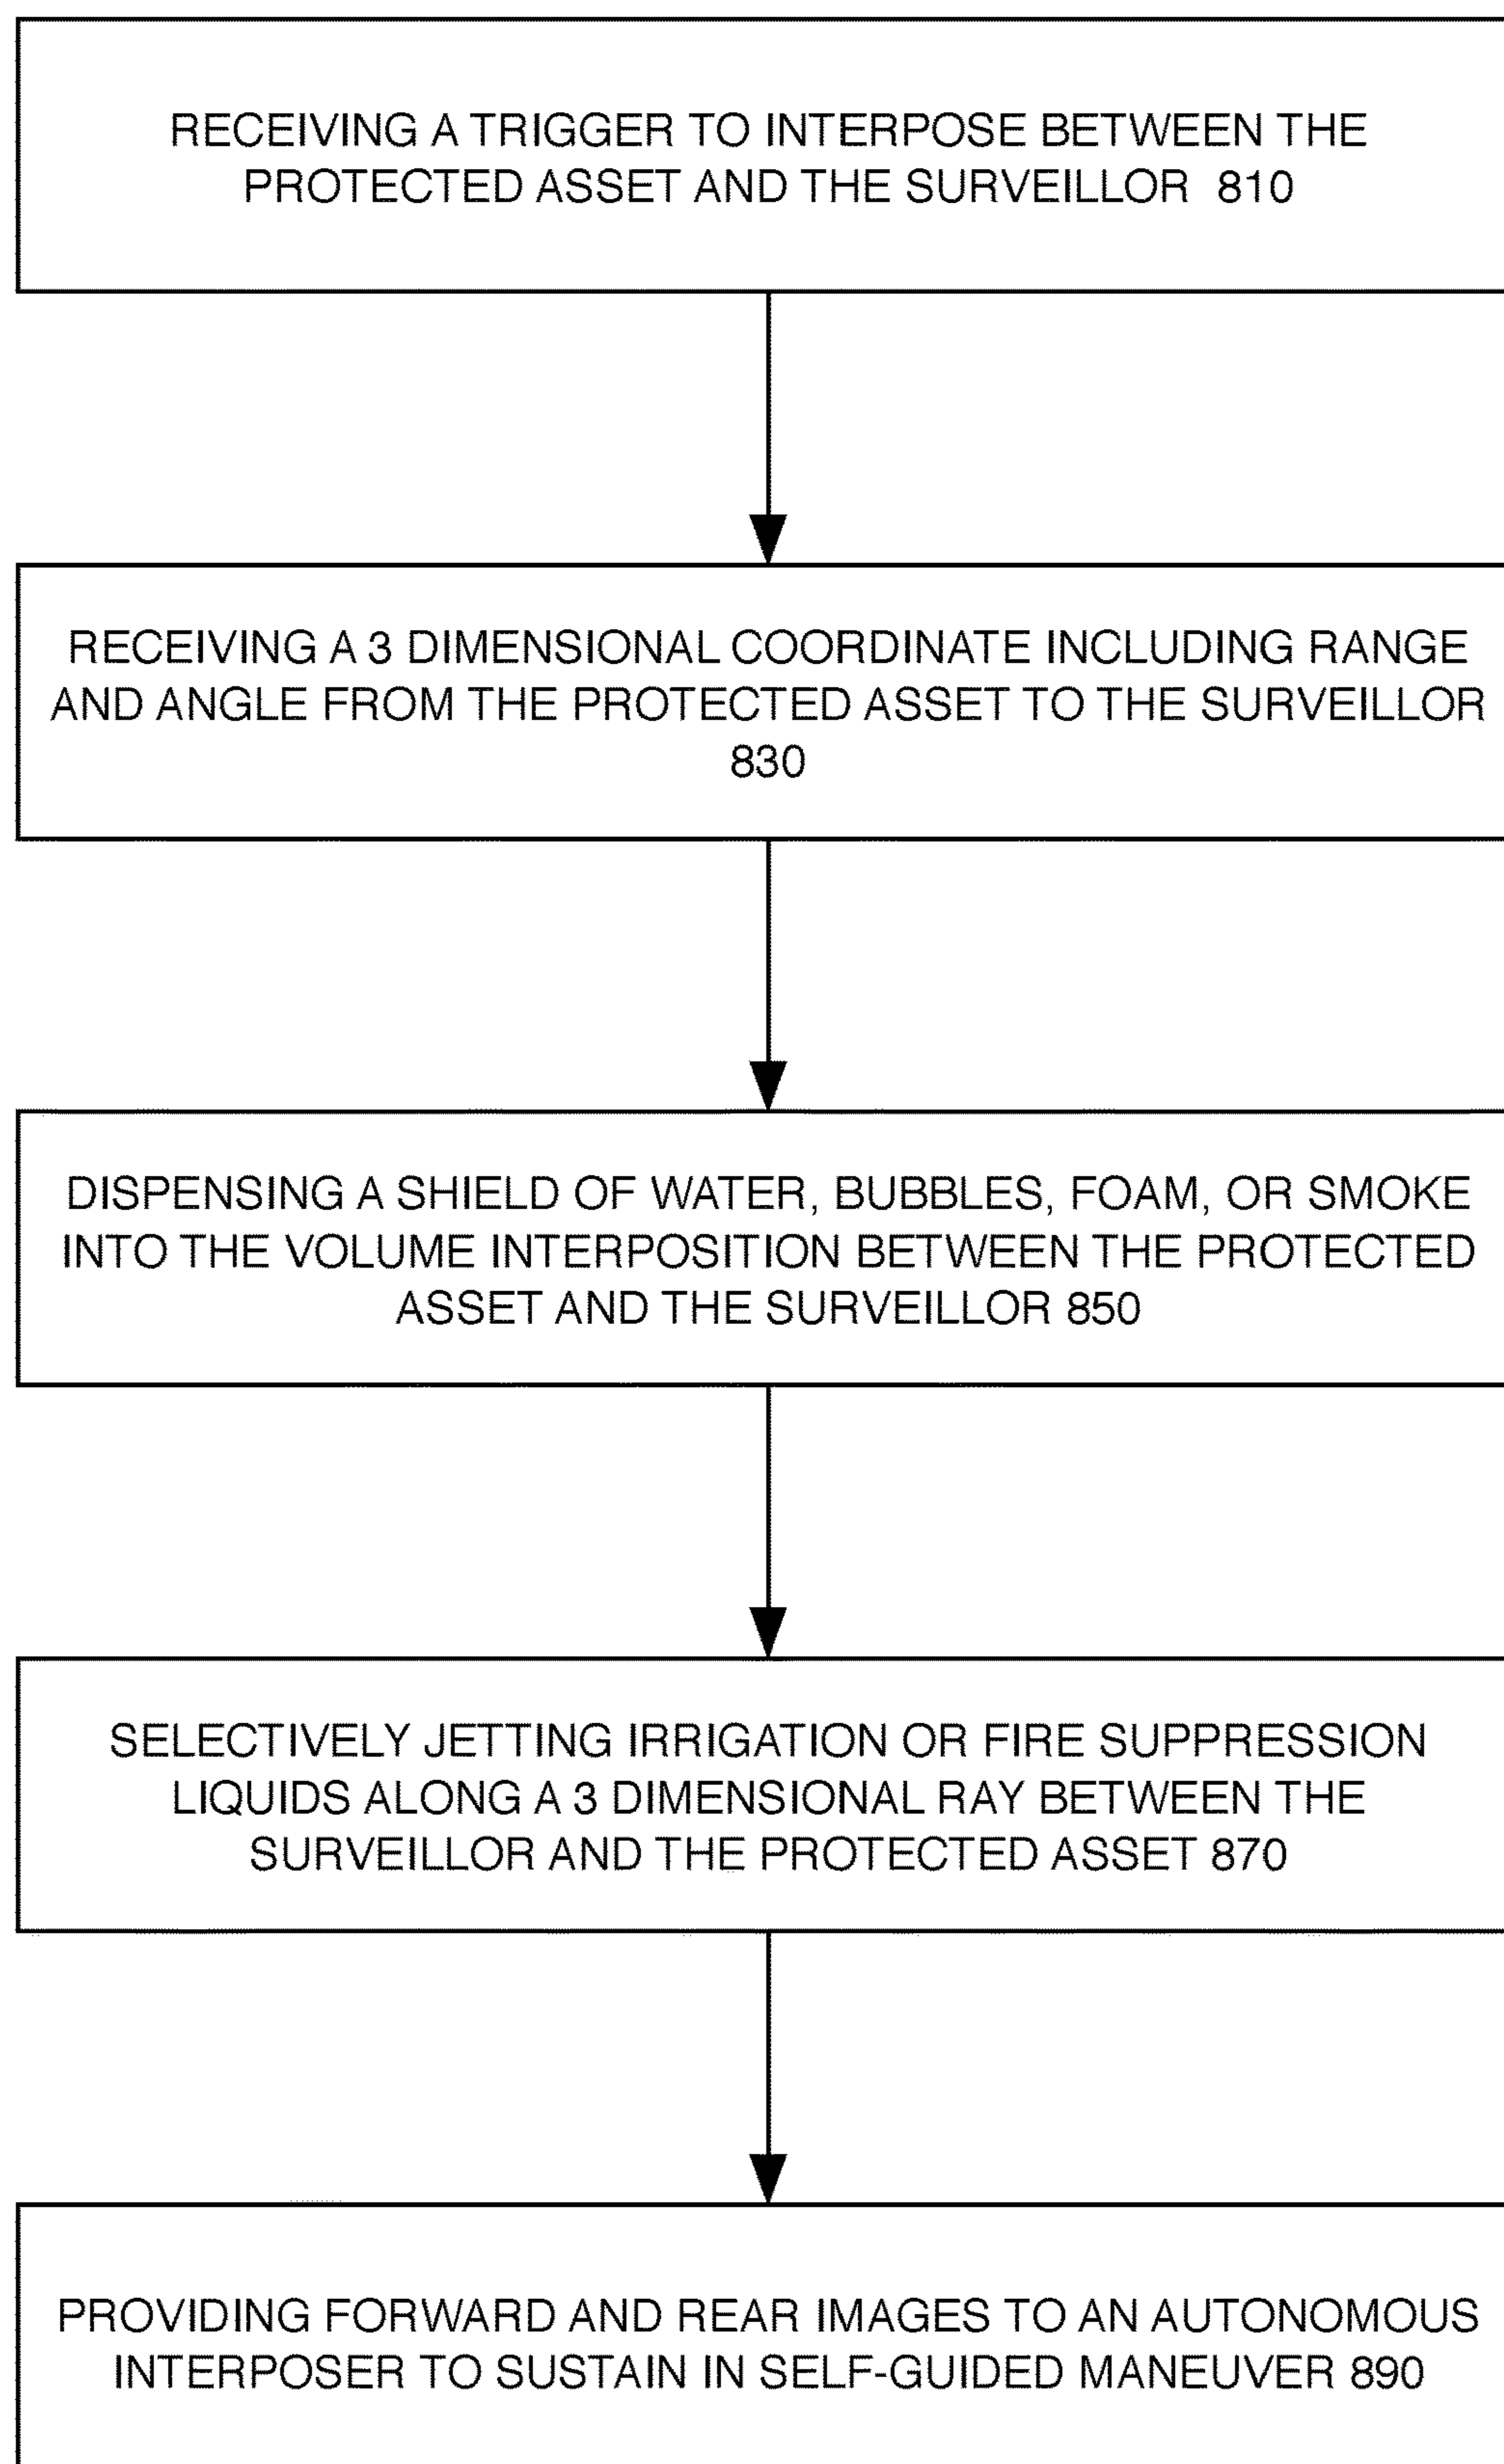 RECEIVING A TRIGGER TO INTERPOSE BETWEEN THE
PROTECTED ASSET AND THE SURVEILLOR 810
RECEIVING A 3 DIMENSIONAL COORDINATE INCLUDING RANGE
AND ANGLE FROM THE PROTECTED ASSET TO THE SURVEILLOR
830
DISPENSING A SHIELD OF WATER, BUBBLES, FOAM, OR SMOKE
INTO THE VOLUME INTERPOSITION BETWEEN THE PROTECTED
ASSET AND THE SURVEILLOR 850
SELECTIVELY JETTING IRRIGATION OR FIRE SUPPRESSION
LIQUIDS ALONG A 3 DIMENSIONAL RAY BETWEEN THE
SURVEILLOR AND THE PROTECTED ASSET 870
PROVIDING FORWARD AND REAR IMAGES TO AN AUTONOMOUS
INTERPOSER TO SUSTAIN IN SELF-GUIDED MANEUVER 890